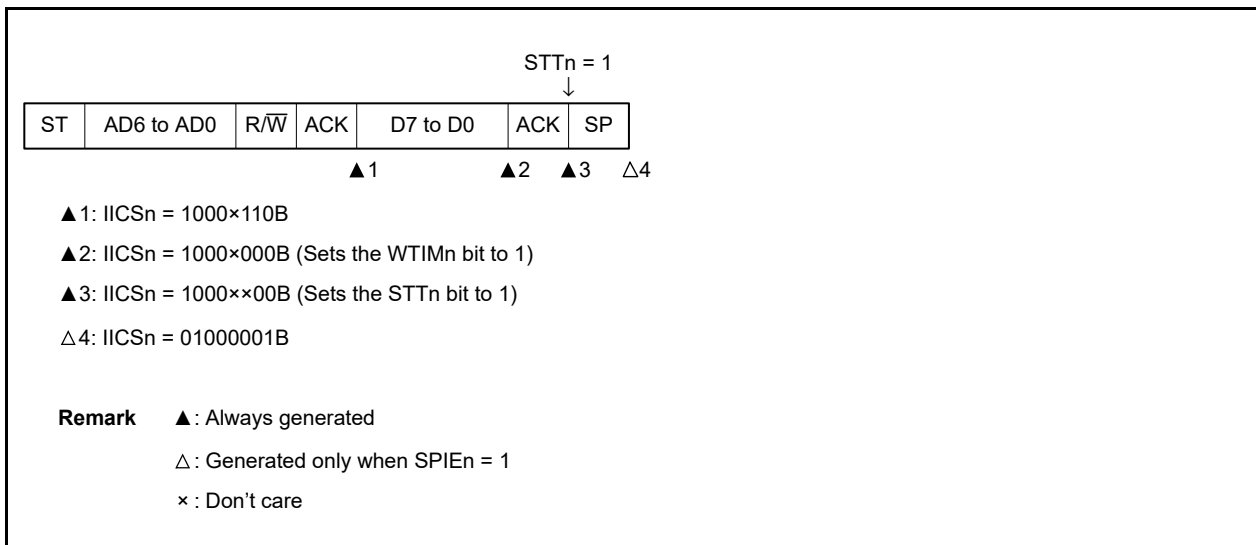 STTn = 1
↓
ST AD6 to AD0 R/W̅ ACK D7 to D0 ACK SP
▲1 ▲2 ▲3 △4
▲1: IICSn = 1000×110B
▲2: IICSn = 1000×000B (Sets the WTIMn bit to 1)
▲3: IICSn = 1000××00B (Sets the STTn bit to 1)
△4: IICSn = 01000001B
Remark ▲: Always generated
△: Generated only when SPIEn = 1
×: Don’t care